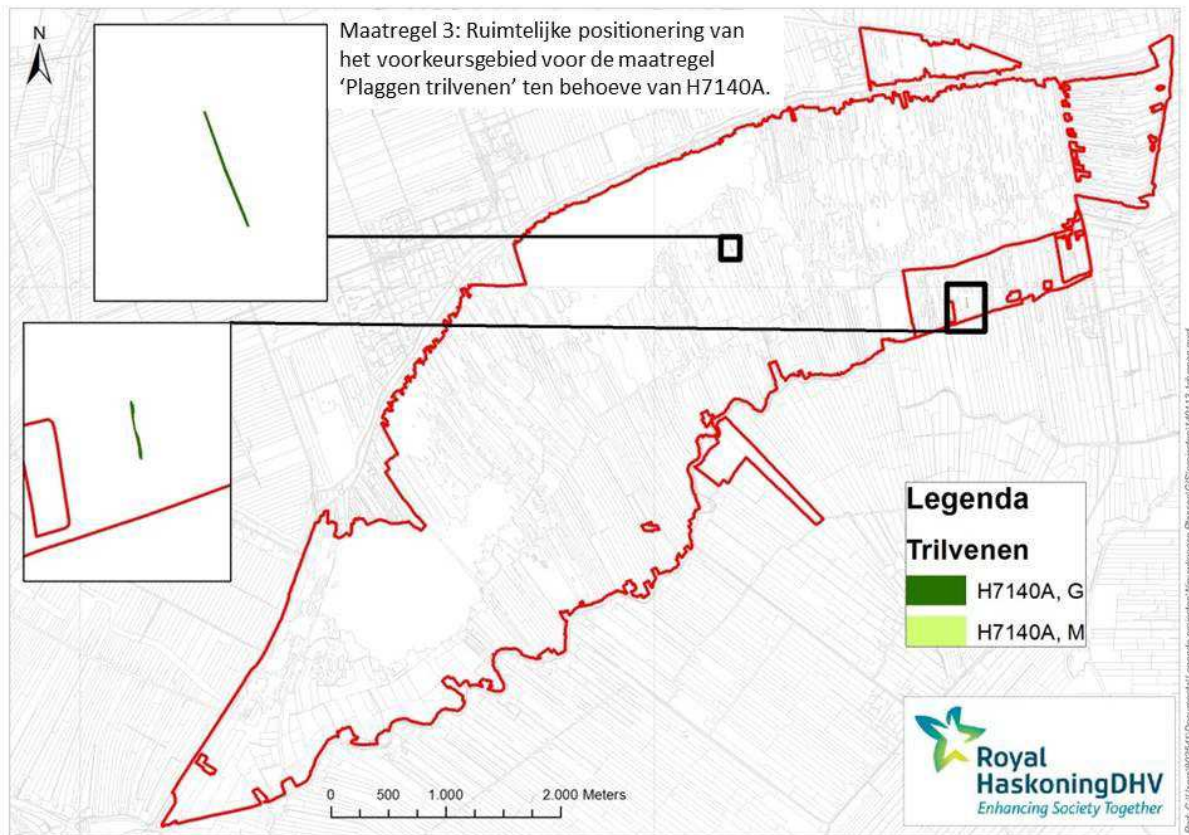 N
Maatregel 3: Ruimtelijke positionering van
het voorkeursgebied voor de maatregel
‘Plaggen trilvenen’ ten behoeve van H7140A.
Legenda
Trilvenen
H7140A, G
H7140A, M
0 500 1.000 2.000 Meters
Royal
HaskoningDHV
Enhancing Society Together